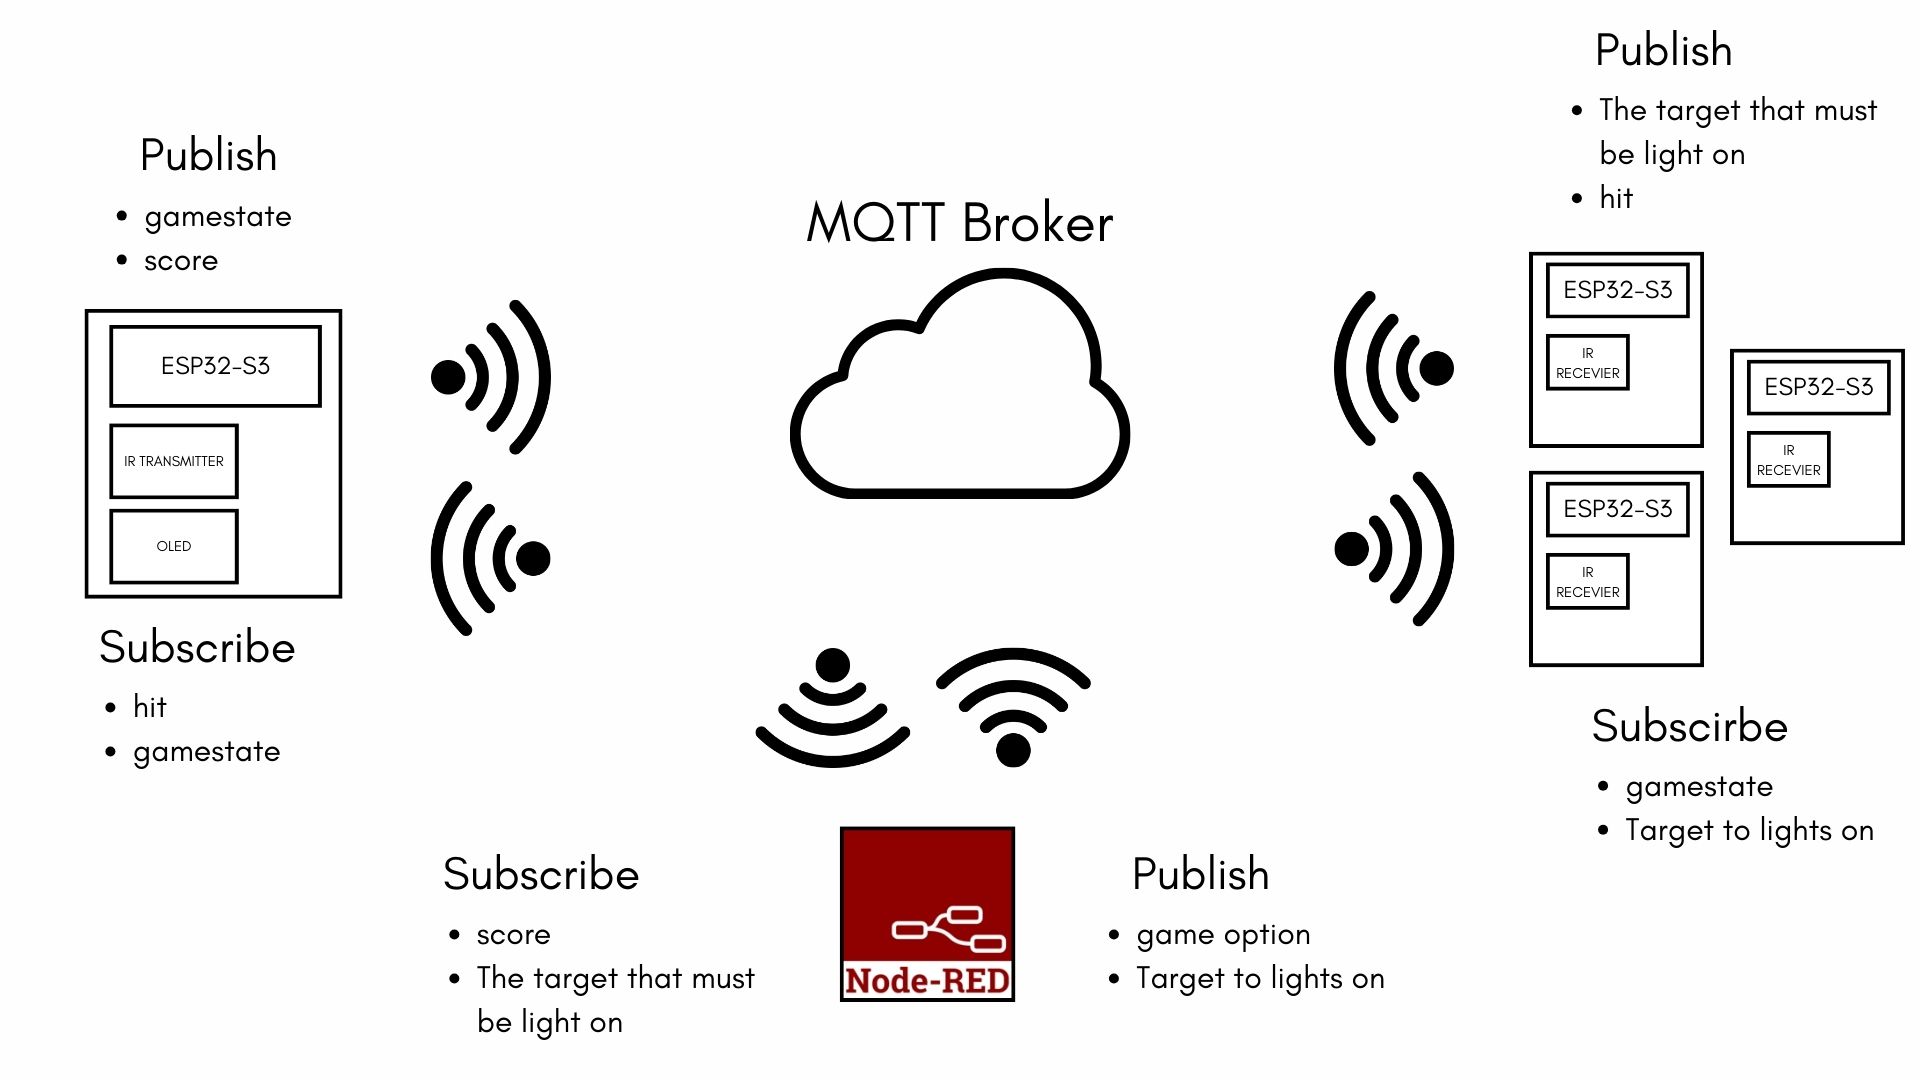 Publish
gamestate
score
ESP32-S3
IR TRANSMITTER
OLED
Subscribe
hit
gamestate
MQTT Broker
Subscribe
score
The target that must
be light on
Node-RED
Publish
game option
Target to lights on
Publish
The target that must
be light on
hit
ESP32-S3
IR
RECEVIER
ESP32-S3
IR
RECEVIER
ESP32-S3
IR
RECEVIER
Subscirbe
gamestate
Target to lights on